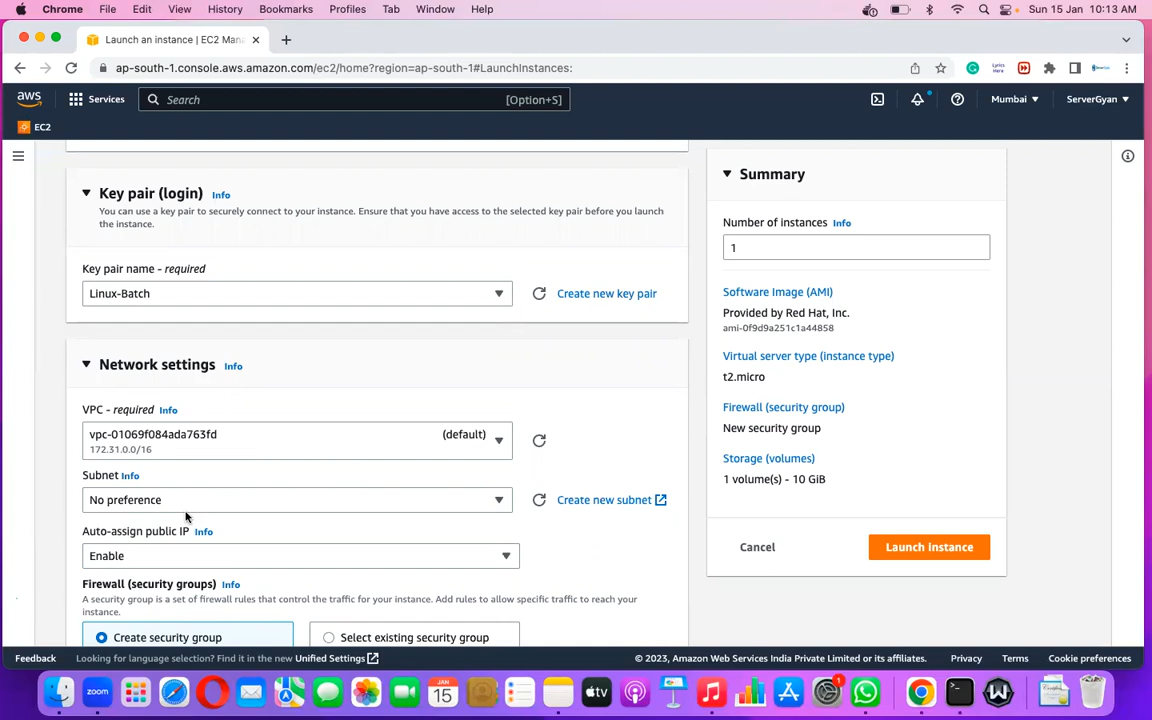 Chrome File Edit View History Bookmarks Profiles Tab Window Help Sun 15 Jan 10:13 AM
Launch an instance | EC2 Man
ap-south-1.console.aws.amazon.com/ec2/home?region=ap-south-1#LaunchInstances:
aws Services Search [Option+S] Mumbai ServerGyan
EC2
Key pair (login) Info
You can use a key pair to securely connect to your instance. Ensure that you have access to the selected key pair before you launch
the instance.
Key pair name - required
Linux-Batch
Create new key pair
Network settings Info
VPC - required Info
vpc-01069f084ada763fd (default)
172.31.0.0/16
Subnet Info
No preference
Create new subnet
Auto-assign public IP Info
Enable
Firewall (security groups) Info
A security group is a set of firewall rules that control the traffic for your instance. Add rules to allow specific traffic to reach your
instance.
Create security group
Select existing security group
Summary
Number of instances Info
1
Software Image (AMI)
Provided by Red Hat, Inc.
ami-0f9d9a251c1a44858
Virtual server type (instance type)
t2.micro
Firewall (security group)
New security group
Storage (volumes)
1 volume(s) - 10 GiB
Cancel
Launch instance
Feedback Looking for language selection? Find it in the new Unified Settings © 2023, Amazon Web Services India Private Limited or its affiliates. Privacy Terms Cookie preferences
zoom
JAN
15
tv
1